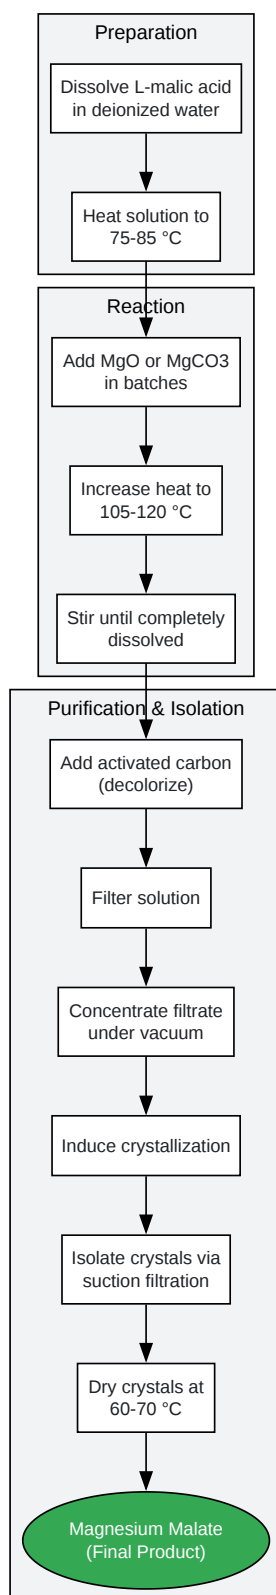 Preparation
Dissolve L-malic acid
in deionized water
Heat solution to
75-85 °C
Reaction
Add MgO or MgCO3
in batches
Increase heat to
105-120 °C
Stir until completely
dissolved
Purification & Isolation
Add activated carbon
(decolorize)
Filter solution
Concentrate filtrate
under vacuum
Induce crystallization
Isolate crystals via
suction filtration
Dry crystals at
60-70 °C
Magnesium Malate
(Final Product)